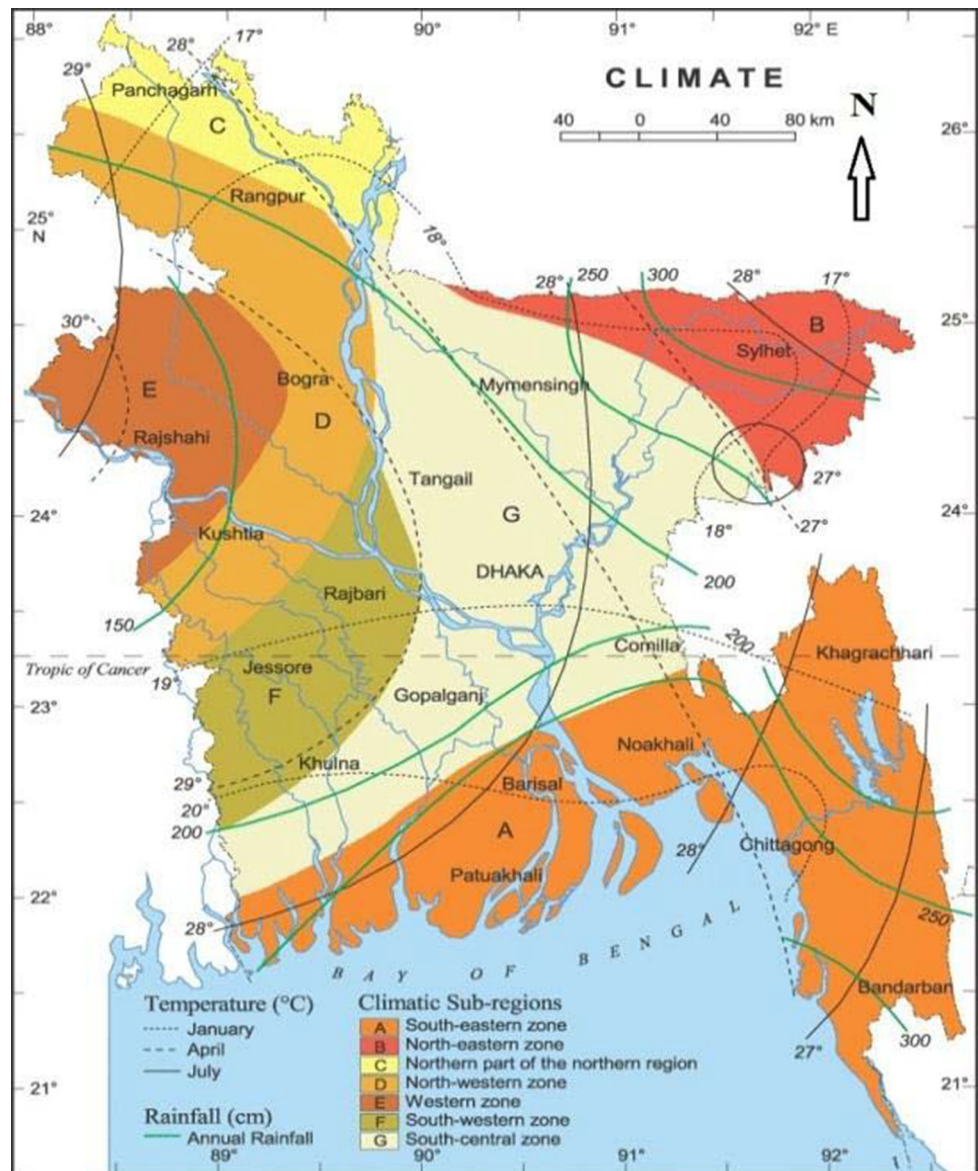 88° 90° 91° 92° E
28° 17°
29°
CLIMATE
N
Panchagarh
C
40 0 40 80 km
26°
Rangpur
25°
N
18°
28° 250 300 28° 17°
B
25°
30°
Sylhet
E
Bogra
Mymensingh
D
Rajshahi
Tangail
27°
24°
G
18° 27°
24°
Kushtia
DHAKA
200
Rajbari
150
Comilla
200
Khagrachhari
Tropic of Cancer
19°
Jessore
F
Gopalganj
23°
23°
Noakhali
Khulna
29°
Barisal
20°
200
A
28°
Chittagong
Patuakhali
22°
22°
28°
250
BAY OF BENGAL
Bandarban
27°
300
Temperature (°C)
January
April
July
Rainfall (cm)
Annual Rainfall
Climatic Sub-regions
A South-eastern zone
B North-eastern zone
C Northern part of the northern region
D North-western zone
E Western zone
F South-western zone
G South-central zone
21°
21°
89° 90° 91° 92°